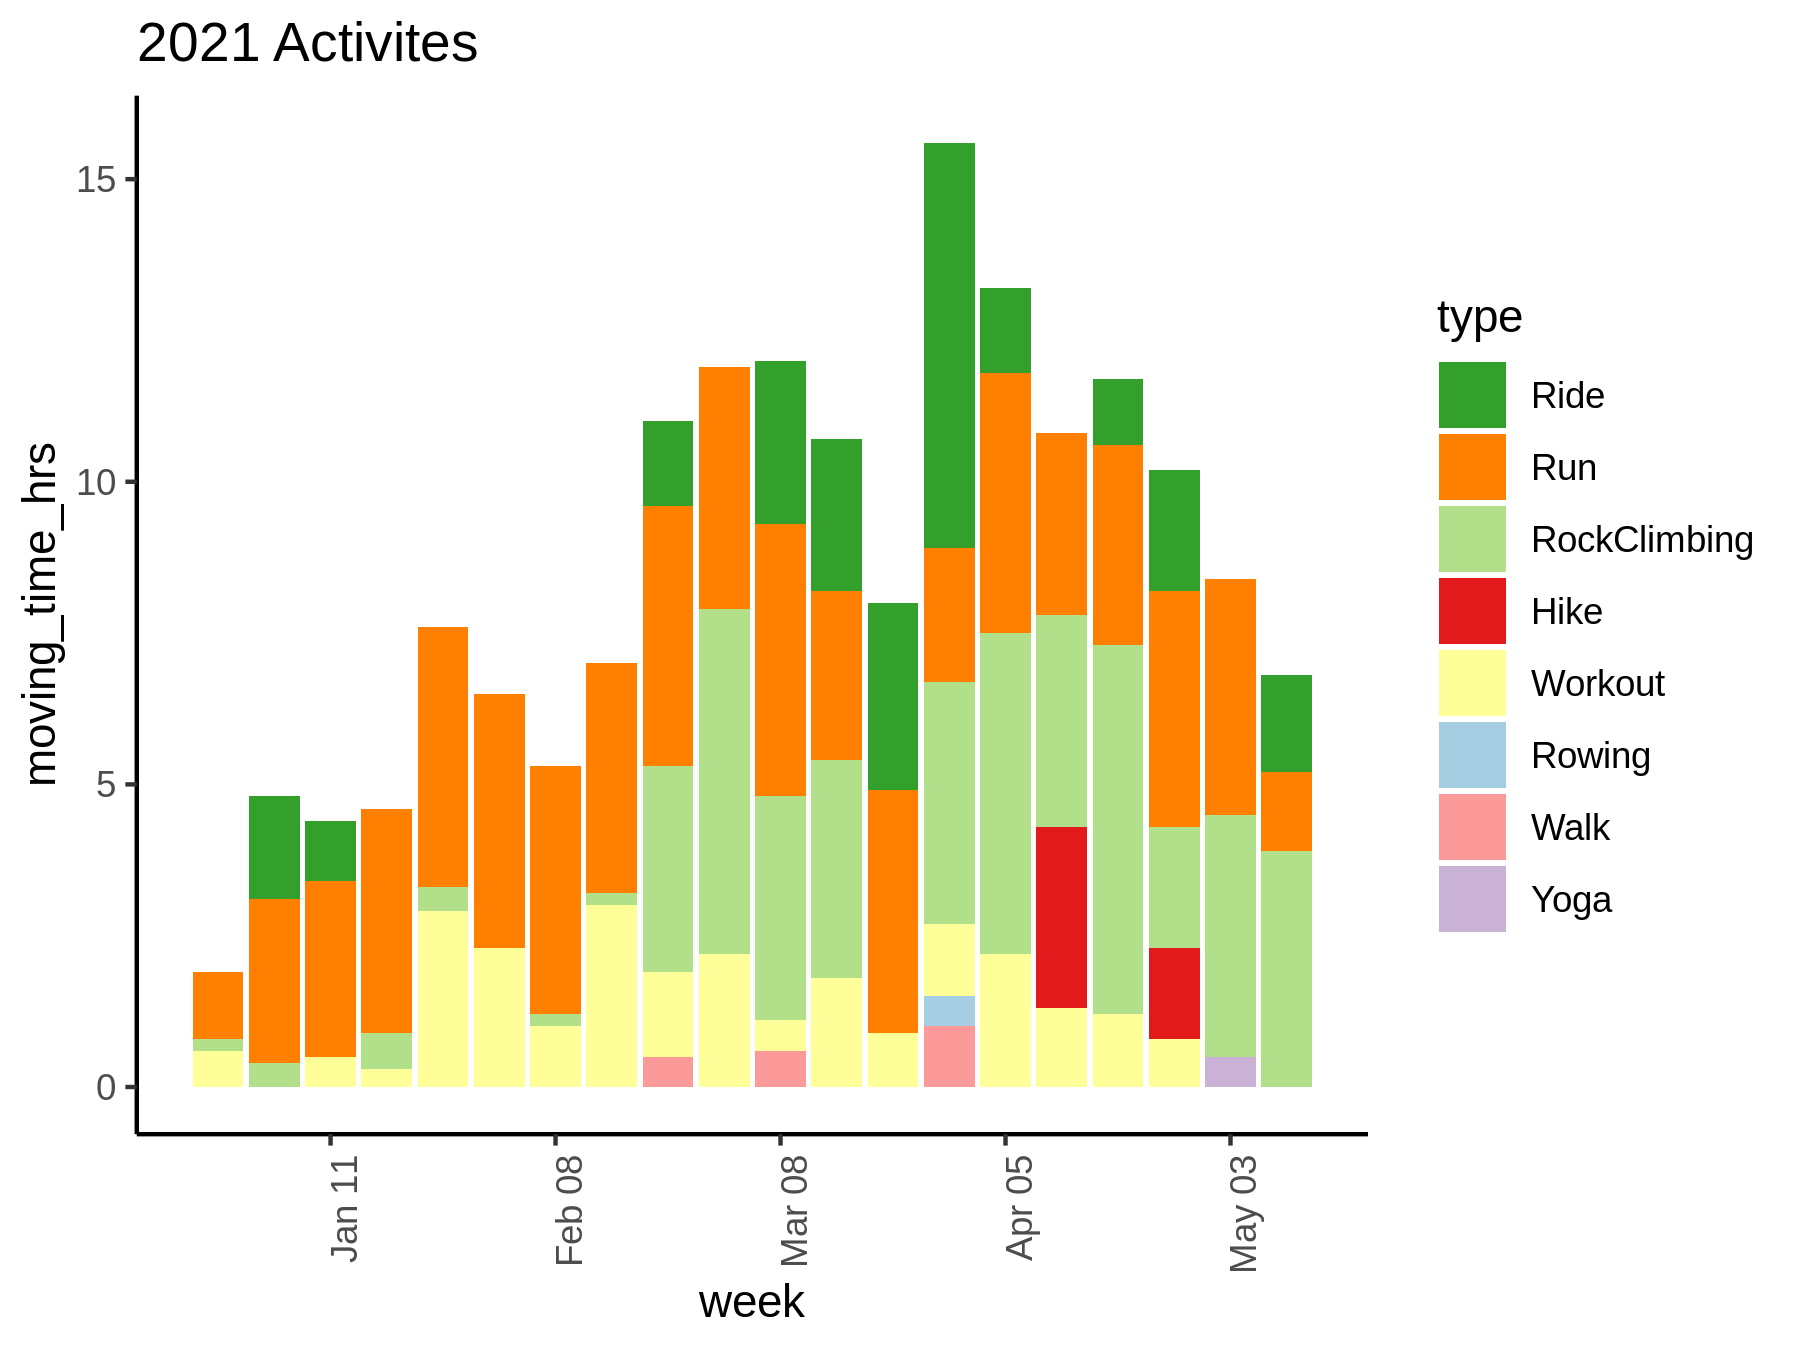 2021 Activites
moving_time_hrs
15
10
5
0
Jan 11
Feb 08
Mar 08
Apr 05
May 03
week
type
Ride
Run
RockClimbing
Hike
Workout
Rowing
Walk
Yoga